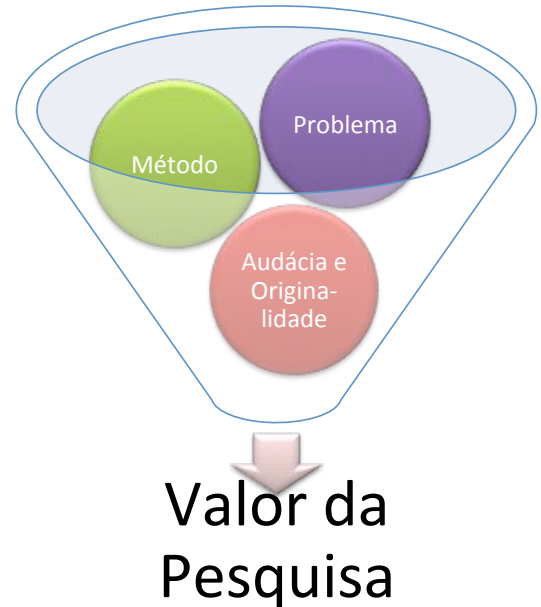 Problema
Método
Audácia e
Origina-
lidade
Valor da
Pesquisa